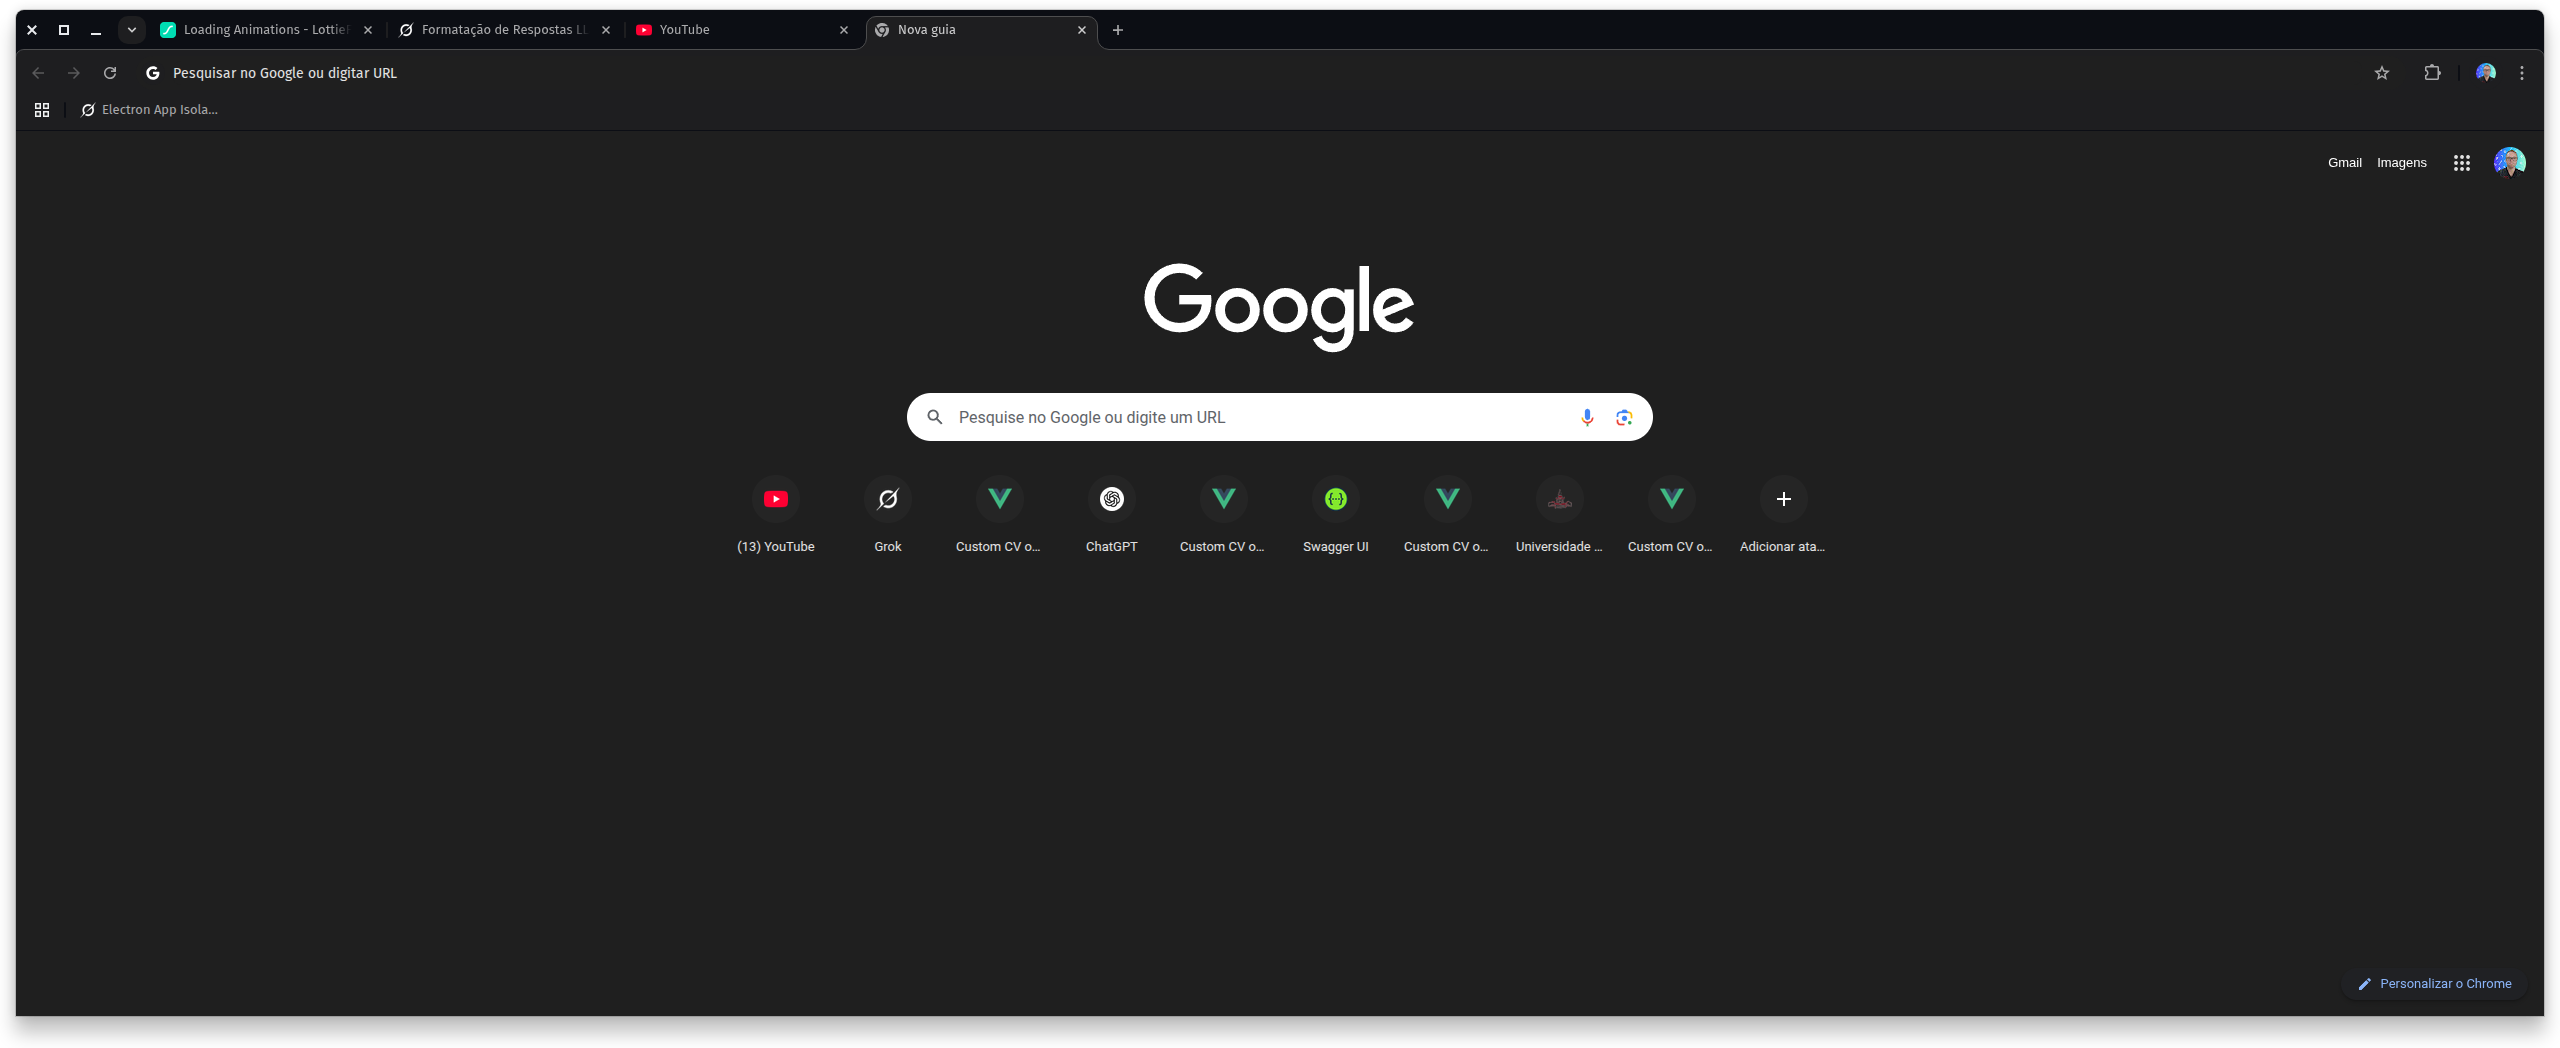 Loading Animations - LottieF
Formatação de Respostas LL
YouTube
Nova guia
Pesquisar no Google ou digitar URL
Electron App Isola...
Gmail
Imagens
Google
Pesquise no Google ou digite um URL
(13) YouTube
Grok
Custom CV o...
ChatGPT
Custom CV o...
Swagger UI
Custom CV o...
Universidade ...
Custom CV o...
Adicionar ata...
Personalizar o Chrome